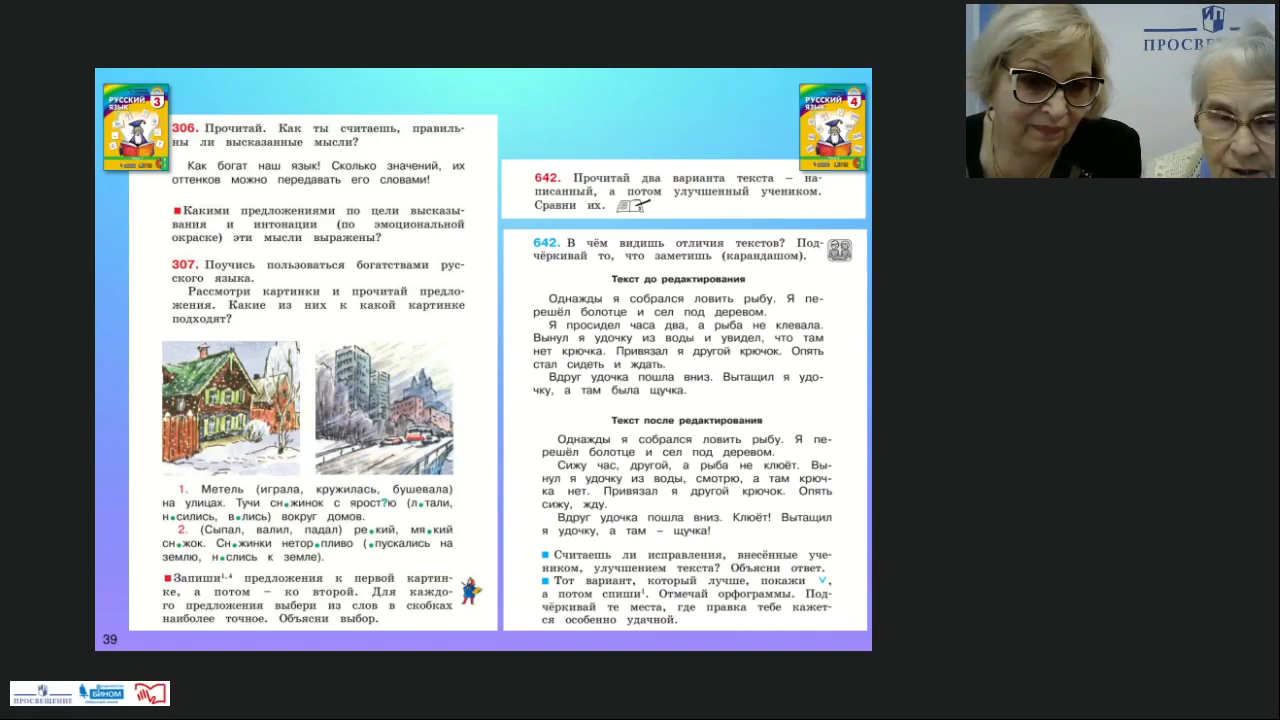 РУССКИЙ
ЯЗЫК
3
306. Прочитай. Как ты считаешь, правиль-
ны ли высказанные мысли?
Как богат наш язык! Сколько значений, их
оттенков можно передавать его словами!
Какими предложениями по цели высказы-
вания и интонации (по эмоциональной
окраске) эти мысли выражены?
307. Поучись пользоваться богатствами рус-
ского языка.
Рассмотри картинки и прочитай предло-
жения. Какие из них к какой картинке
подходят?
1. Метель (играла, кружилась, бушевала)
на улицах. Тучи сн●жинок с ярост?ю (л●тали,
н●сились, в●лись) вокруг домов.
2. (Сыпал, валил, падал) ре●кий, мя●кий
сн●жок. Сн●жинки нетор●пливо (●пускались на
землю, н●слись к земле).
Запиши1,4 предложения к первой картин-
ке, а потом – ко второй. Для каждо-
го предложения выбери из слов в скобках
наиболее точное. Объясни выбор.
39
РУССКИЙ
ЯЗЫК
4
642. Прочитай два варианта текста – на-
писанный, а потом улучшенный учеником.
Сравни их.
642. В чём видишь отличия текстов? Под-
чёркивай то, что заметишь (карандашом).
Текст до редактирования
Однажды я собрался ловить рыбу. Я пе-
решёл болотце и сел под деревом.
Я просидел часа два, а рыба не клевала.
Вынул я удочку из воды и увидел, что там
нет крючка. Привязал я другой крючок. Опять
стал сидеть и ждать.
Вдруг удочка пошла вниз. Вытащил я удо-
чку, а там была щучка.
Текст после редактирования
Однажды я собрался ловить рыбу. Я пе-
решёл болотце и сел под деревом.
Сижу час, другой, а рыба не клюёт. Вы-
нул я удочку из воды, смотрю, а там крюч-
ка нет. Привязал я другой крючок. Опять
сижу, жду.
Вдруг удочка пошла вниз. Клюёт! Вытащил
я удочку, а там – щучка!
Считаешь ли исправления, внесённые уче-
ником, улучшением текста? Объясни ответ.
Тот вариант, который лучше, покажи ˅,
а потом спиши1. Отмечай орфограммы. Под-
чёркивай те места, где правка тебе кажет-
ся особенно удачной.
ПРОСВЕ
ПРОСВЕЩЕНИЕ
БИНОМ